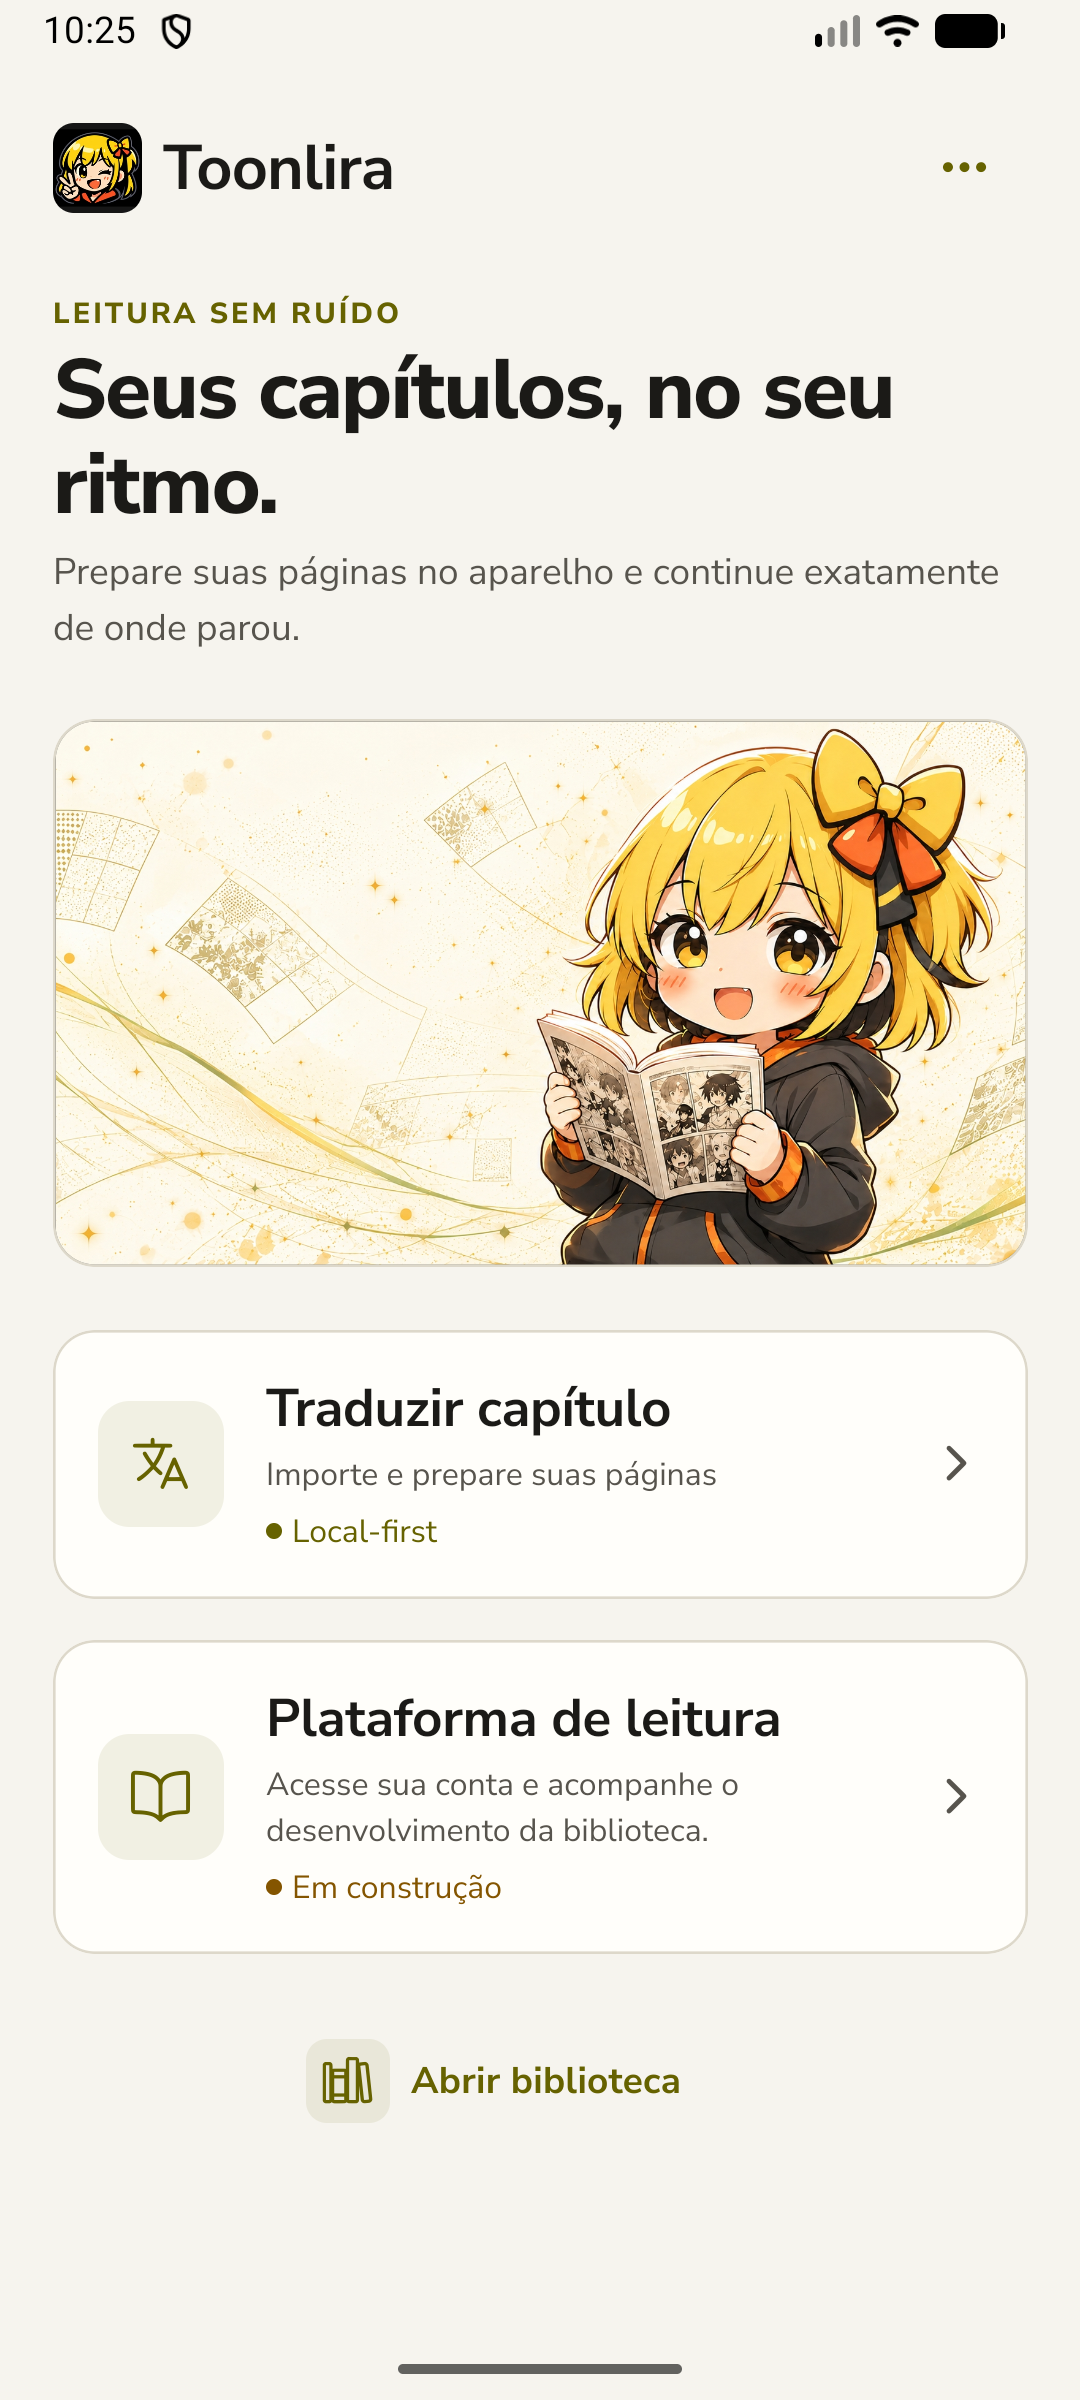 10:25
Toonlira
LEITURA SEM RUÍDO
Seus capítulos, no seu
ritmo.
Prepare suas páginas no aparelho e continue exatamente
de onde parou.
Traduzir capítulo
Importe e prepare suas páginas
Local-first
Plataforma de leitura
Acesse sua conta e acompanhe o
desenvolvimento da biblioteca.
Em construção
Abrir biblioteca